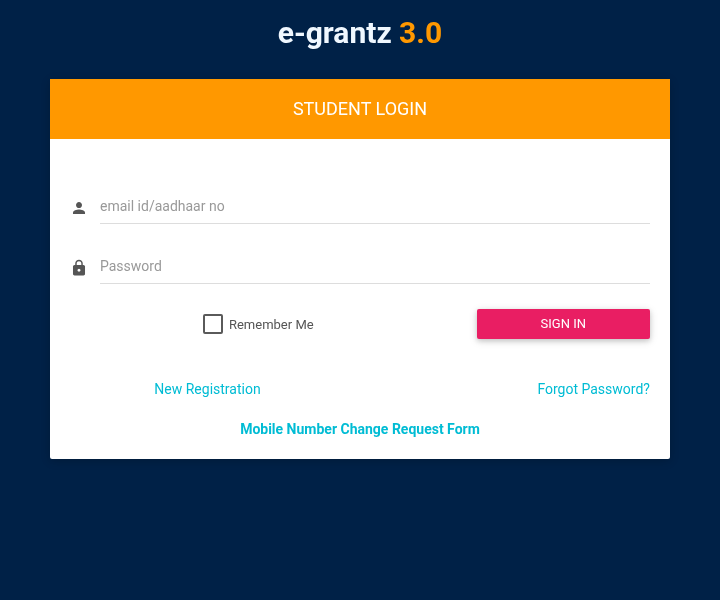 e-grantz 3.0
STUDENT LOGIN
email id/aadhaar no
Password
Remember Me
SIGN IN
New Registration
Forgot Password?
Mobile Number Change Request Form